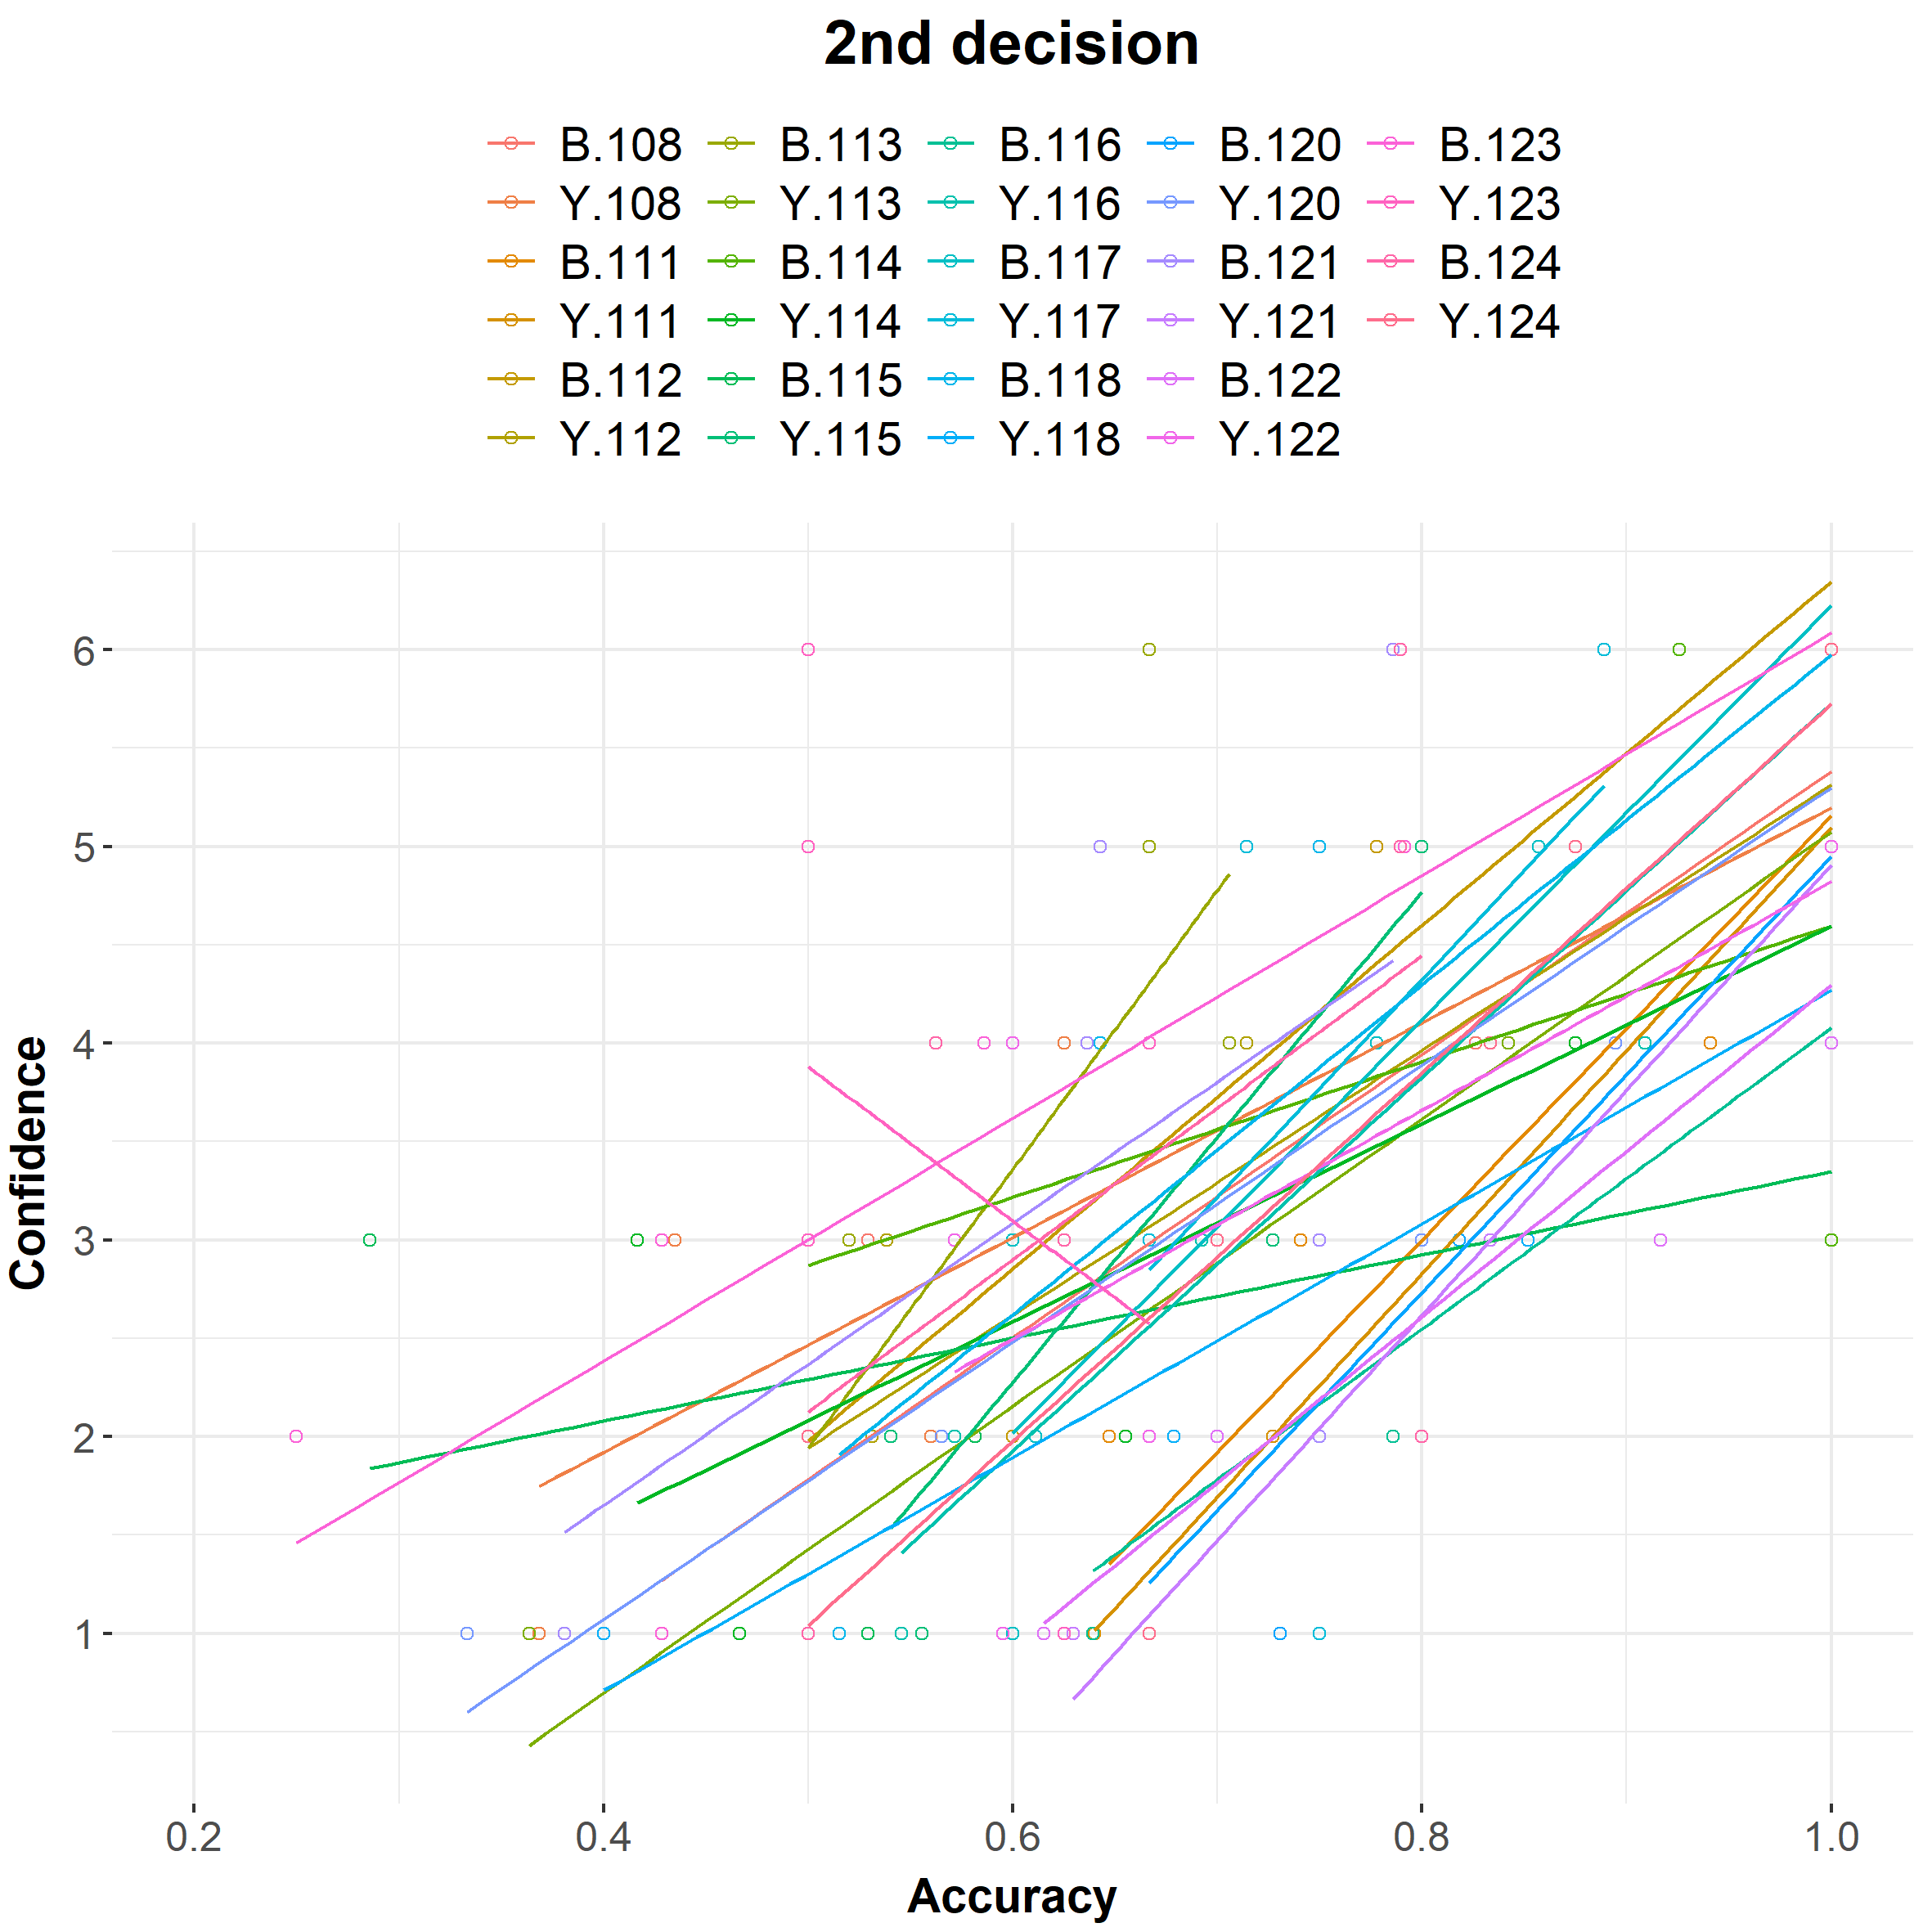 2nd decision
B.108 B.113 B.116 B.120 B.123
Y.108 Y.113 Y.116 Y.120 Y.123
B.111 B.114 B.117 B.121 B.124
Y.111 Y.114 Y.117 Y.121 Y.124
B.112 B.115 B.118 B.122
Y.112 Y.115 Y.118 Y.122
6
5
4
3
2
1
Confidence
0.2 0.4 0.6 0.8 1.0
Accuracy